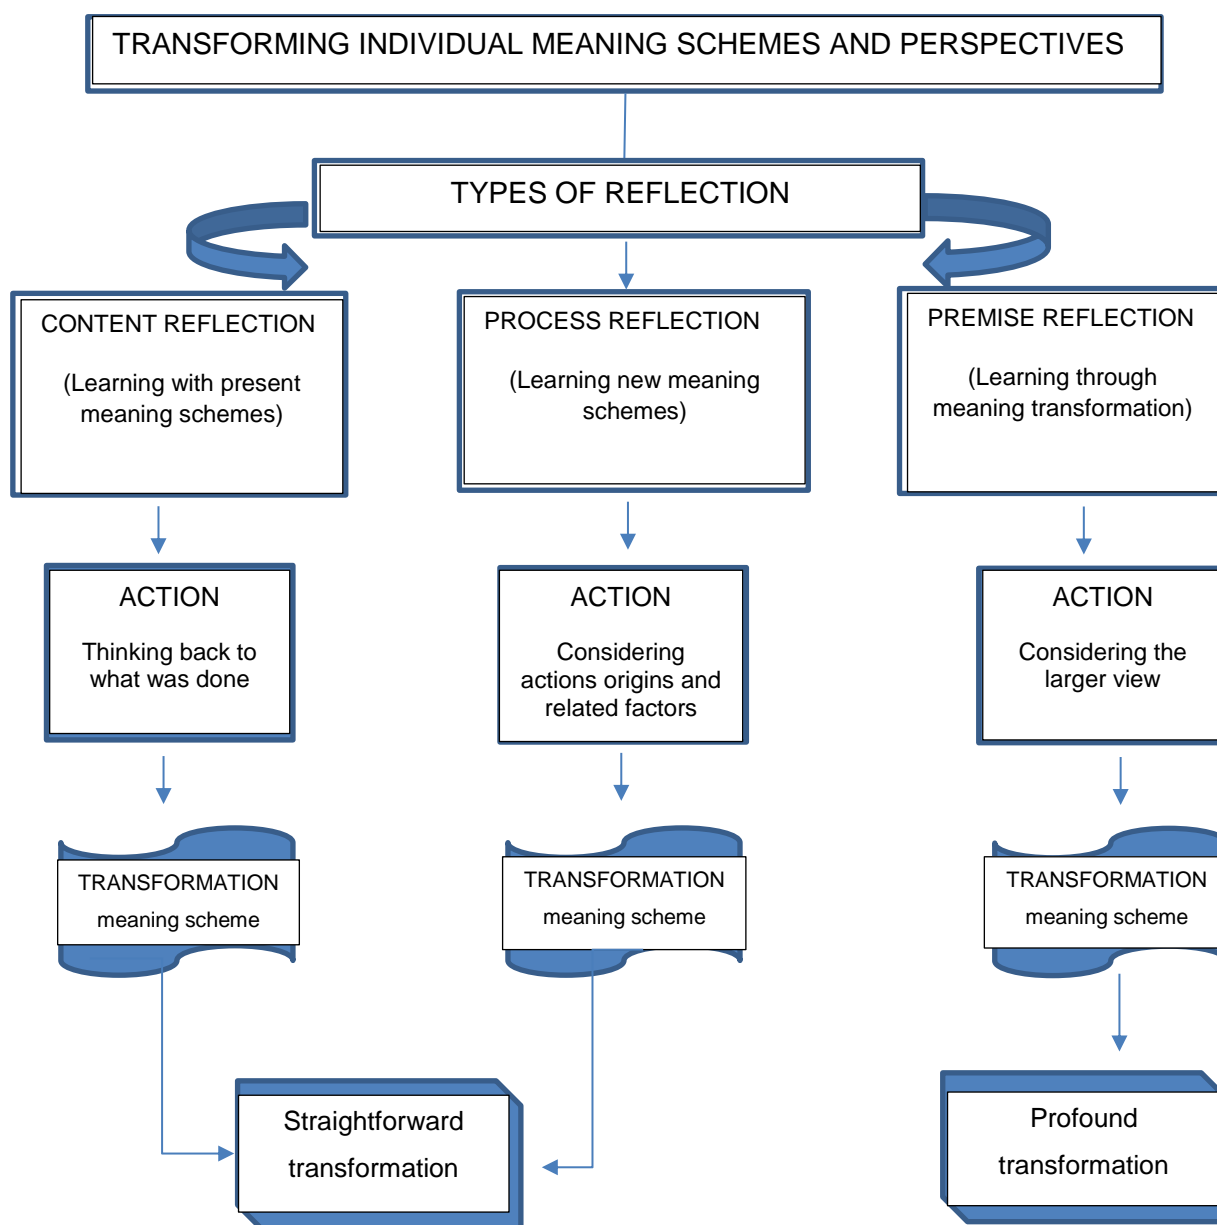 TRANSFORMING INDIVIDUAL MEANING SCHEMES AND PERSPECTIVES
TYPES OF REFLECTION
CONTENT REFLECTION
(Learning with present
meaning schemes)
PROCESS REFLECTION
(Learning new meaning
schemes)
PREMISE REFLECTION
(Learning through
meaning transformation)
ACTION
Thinking back to
what was done
ACTION
Considering
actions origins and
related factors
ACTION
Considering the
larger view
TRANSFORMATION
meaning scheme
TRANSFORMATION
meaning scheme
TRANSFORMATION
meaning scheme
Straightforward
transformation
Profound
transformation